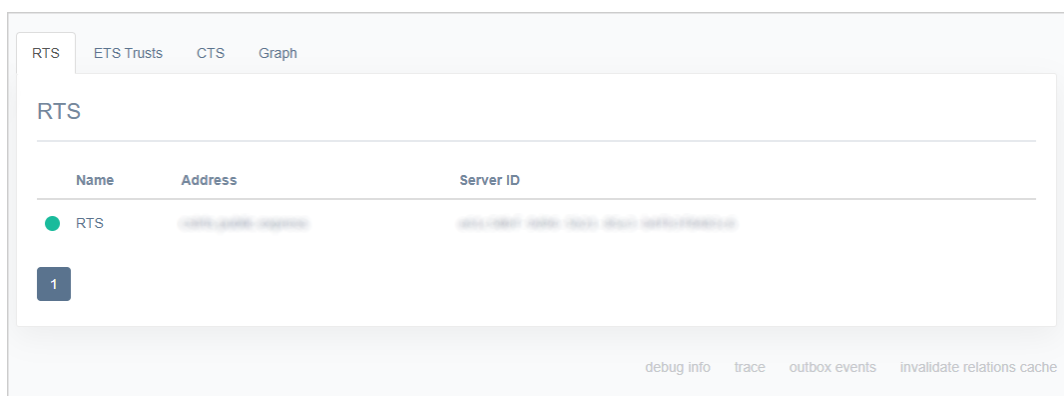 RTS ETS Trusts CTS Graph
RTS
Name Address Server ID
RTS
1
debug info trace outbox events invalidate relations cache